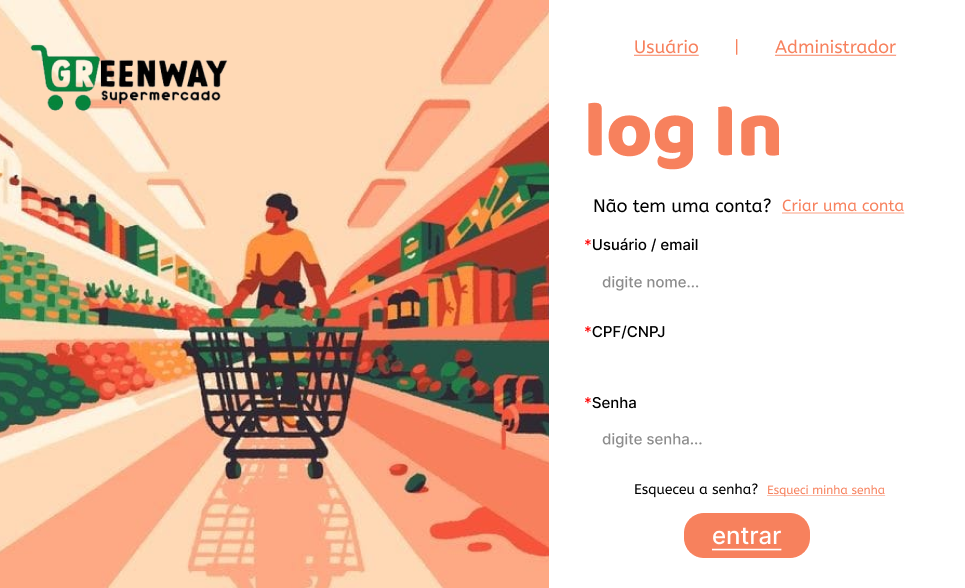 GREENWAY
supermercado
Usuário | Administrador
log In
Não tem uma conta? Criar uma conta
*Usuário / email
digite nome...
*CPF/CNPJ
*Senha
digite senha...
Esqueceu a senha? Esqueci minha senha
entrar